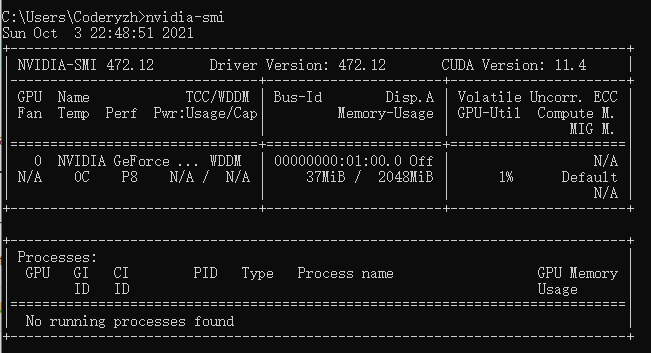 C:\Users\Coderyzh>nvidia-smi
Sun Oct  3 22:48:51 2021
+-----------------------------------------------------------------------------+
| NVIDIA-SMI 472.12       Driver Version: 472.12       CUDA Version: 11.4     |
|-------------------------------+----------------------+----------------------+
| GPU  Name            TCC/WDDM | Bus-Id        Disp.A | Volatile Uncorr. ECC |
| Fan  Temp  Perf  Pwr:Usage/Cap|         Memory-Usage | GPU-Util  Compute M. |
|                               |                      |               MIG M. |
|===============================+======================+======================|
|   0  NVIDIA GeForce ... WDDM  | 00000000:01:00.0 Off |                  N/A |
| N/A    0C    P8    N/A /  N/A |     37MiB /  2048MiB |      1%      Default |
|                               |                      |                  N/A |
+-------------------------------+----------------------+----------------------+
+-----------------------------------------------------------------------------+
| Processes:                                                                  |
|  GPU   GI   CI        PID   Type   Process name                  GPU Memory |
|        ID   ID                                                   Usage      |
|=============================================================================|
|  No running processes found                                                 |
+-----------------------------------------------------------------------------+